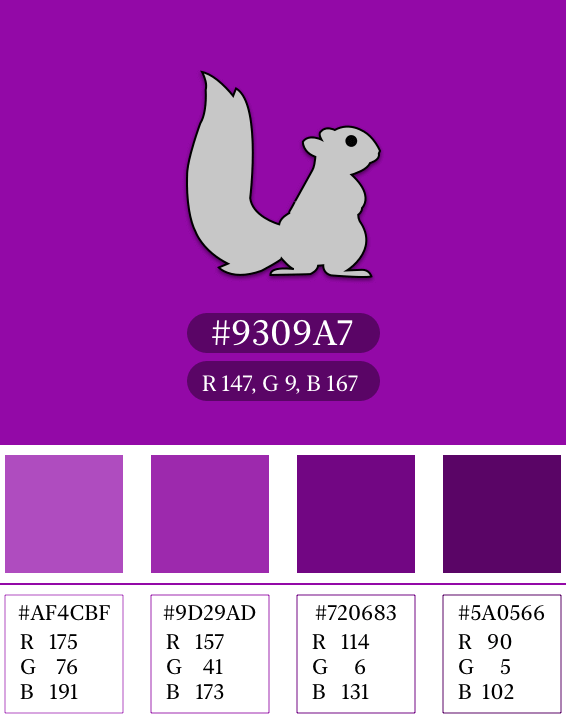 #9309A7
R 147, G 9, B 167
#AF4CBF
R 175
G 76
B 191
#9D29AD
R 157
G 41
B 173
#720683
R 114
G 6
B 131
#5A0566
R 90
G 5
B 102